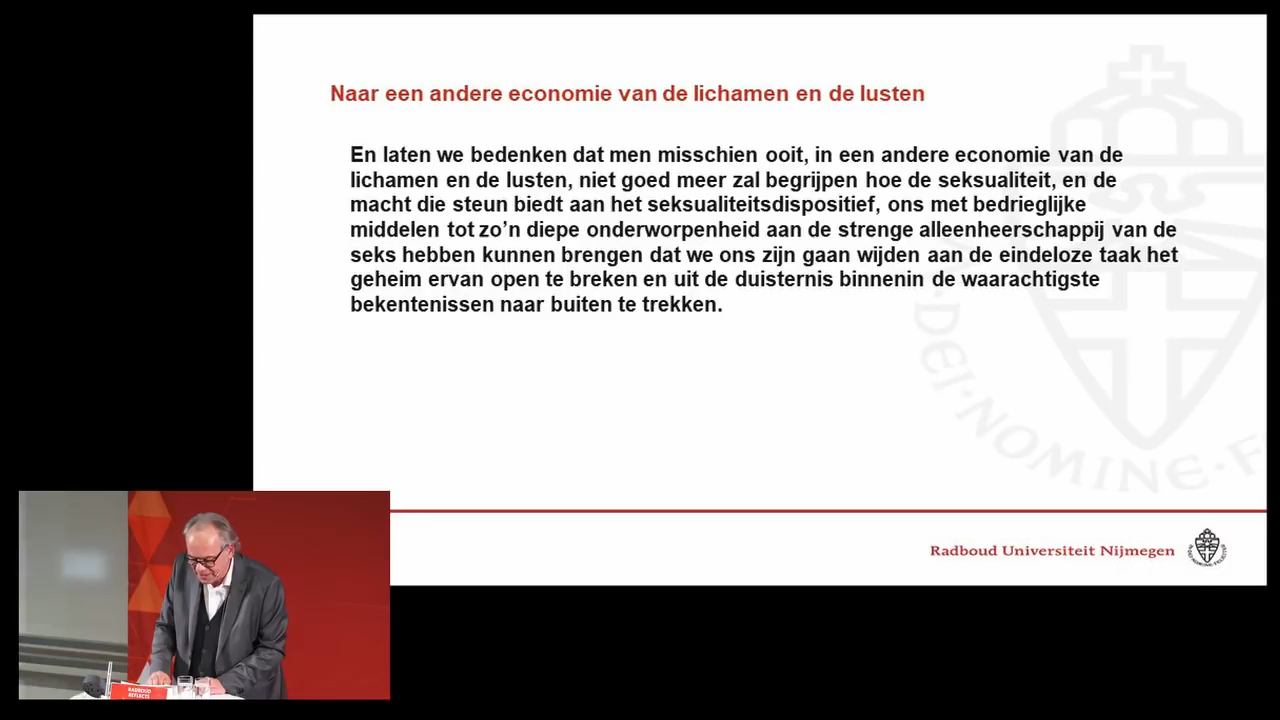 Naar een andere economie van de lichamen en de lusten
En laten we bedenken dat men misschien ooit, in een andere economie van de
lichamen en de lusten, niet goed meer zal begrijpen hoe de seksualiteit, en de
macht die steun biedt aan het seksualiteitsdispositief, ons met bedrieglijke
middelen tot zo’n diepe onderworpenheid aan de strenge alleenheerschappij van de
seks hebben kunnen brengen dat we ons zijn gaan wijden aan de eindeloze taak het
geheim ervan open te breken en uit de duisternis binnenin de waarachtigste
bekentenissen naar buiten te trekken.
DEI·NOMINE·F
Radboud Universiteit Nijmegen
RADBOUD
REFLECTS